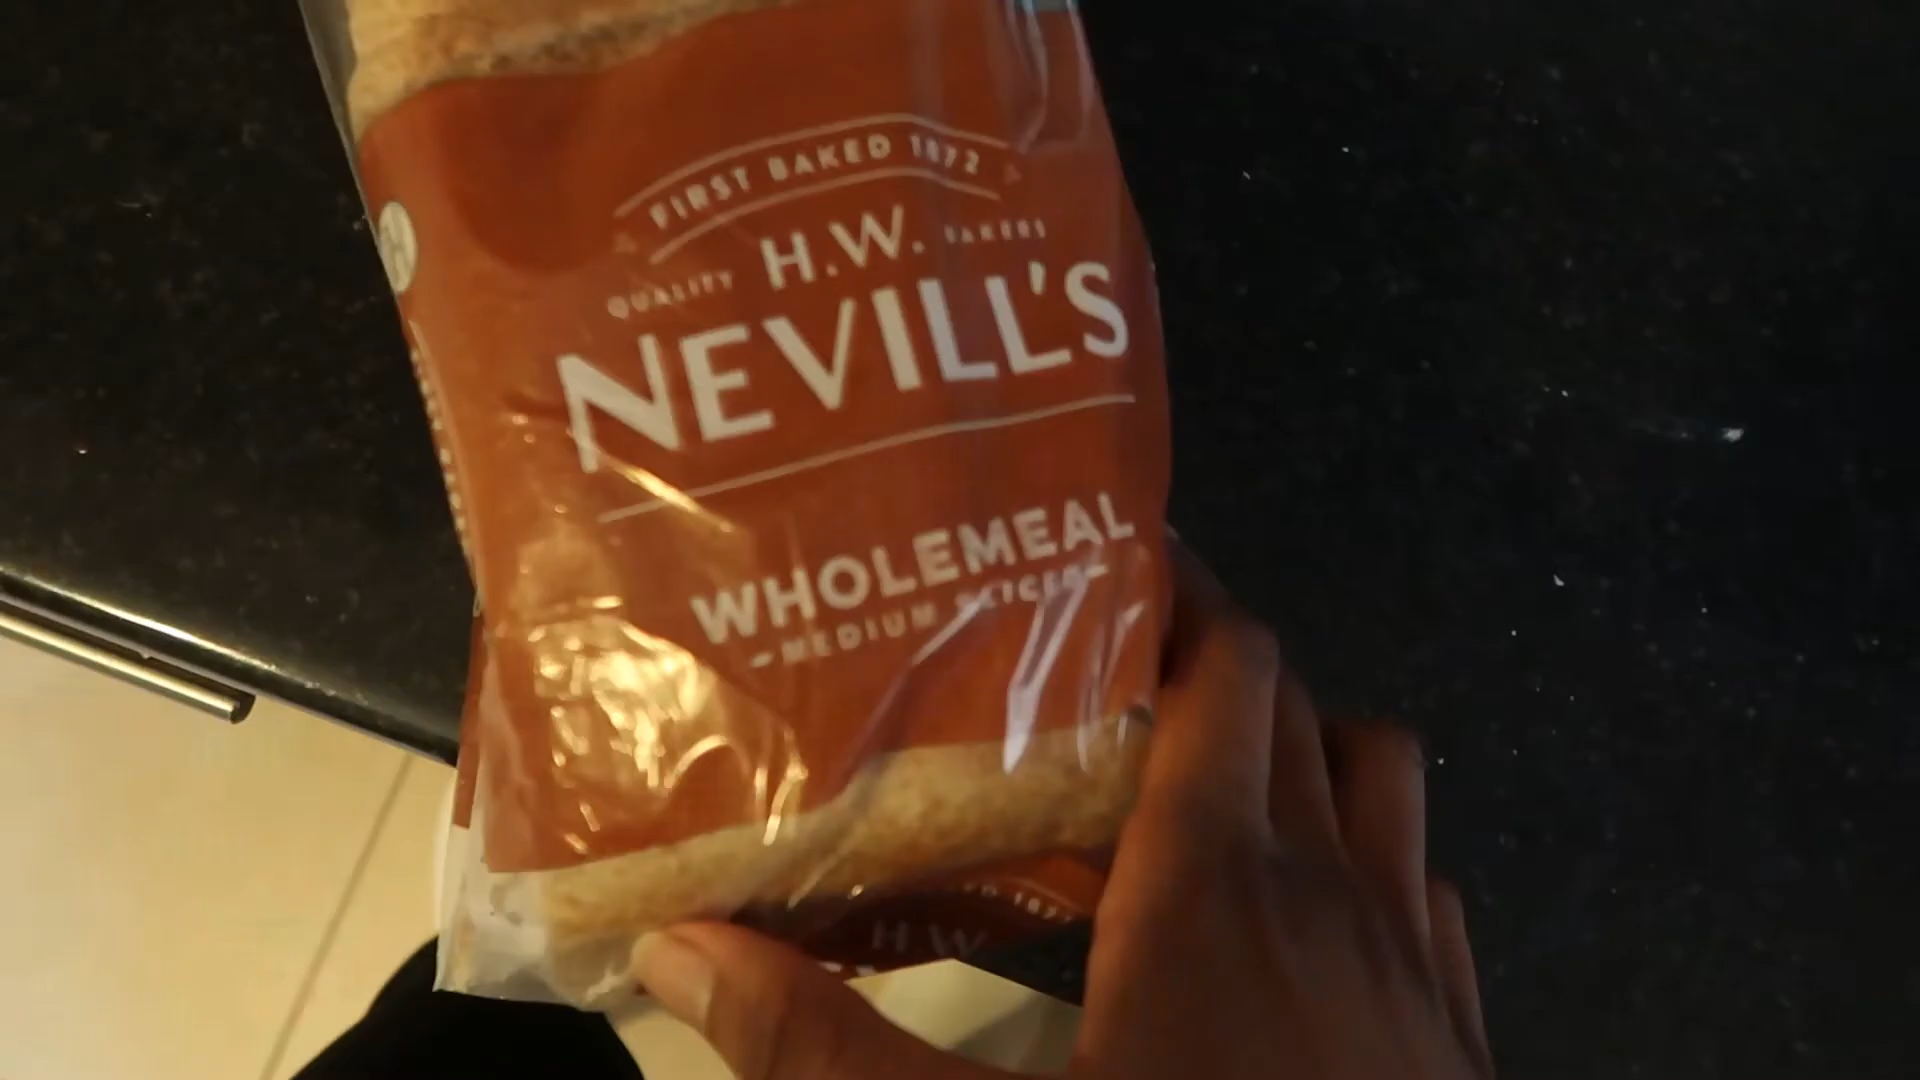 FIRST BAKED 1872
H.W.
QUALITY BAKERS
NEVILL'S
WHOLEMEAL
MEDIUM SLICED
H.W